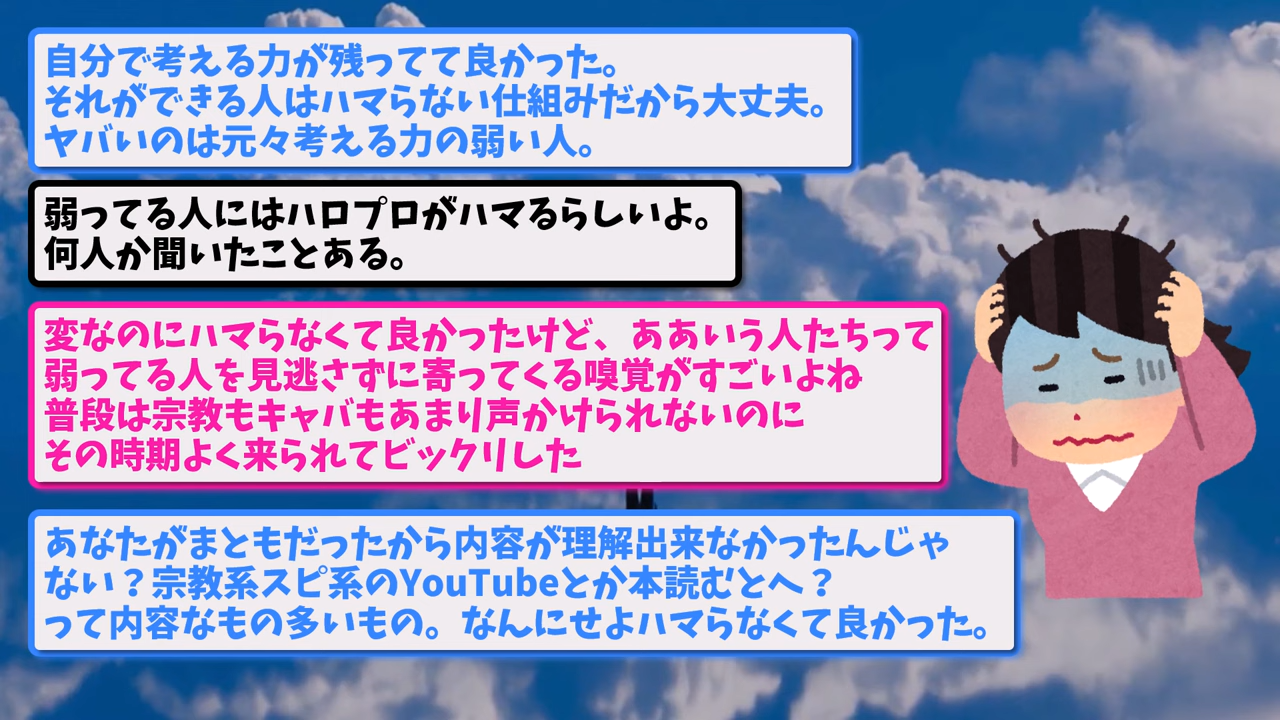 自分で考える力が残ってて良かった。
それができる人はハマらない仕組みだから大丈夫。
ヤバいのは元々考える力の弱い人。
弱ってる人にはハロプロがハマるらしいよ。
何人か聞いたことある。
変なのにハマらなくて良かったけど、ああいう人たちって
弱ってる人を見逃さずに寄ってくる嗅覚がすごいよね
普段は宗教もキャバもあまり声かけられないのに
その時期よく来られてビックリした
あなたがまともだったから内容が理解出来なかったんじゃ
ない？宗教系スピ系のYouTubeとか本読むとへ？
って内容なもの多いもの。なんにせよハマらなくて良かった。